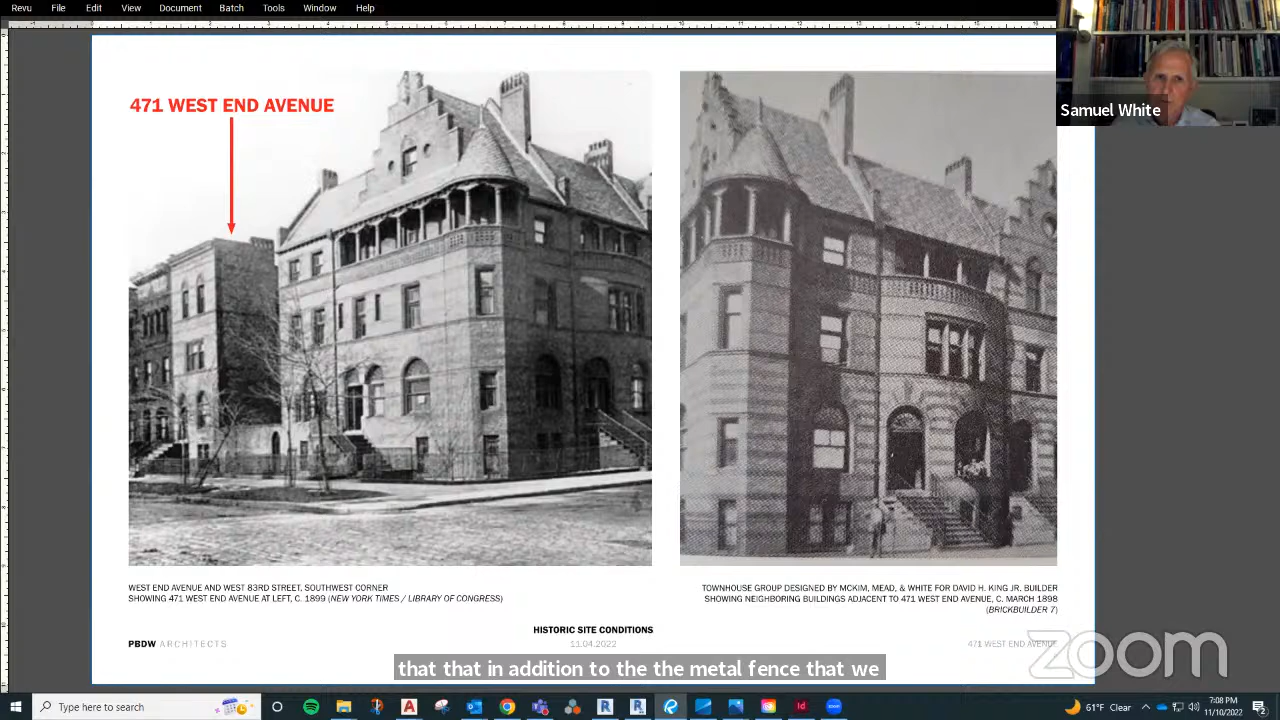 Revu File Edit View Document Batch Tools Window Help
Samuel White
471 WEST END AVENUE
WEST END AVENUE AND WEST 83RD STREET, SOUTHWEST CORNER
SHOWING 471 WEST END AVENUE AT LEFT, C. 1899 (NEW YORK TIMES / LIBRARY OF CONGRESS)
TOWNHOUSE GROUP DESIGNED BY MCKIM, MEAD, & WHITE FOR DAVID H. KING JR. BUILDER
SHOWING NEIGHBORING BUILDINGS ADJACENT TO 471 WEST END AVENUE, C. MARCH 1898
(BRICKBUILDER 7)
HISTORIC SITE CONDITIONS
11.04.2022
PBDW ARCHITECTS
471 WEST END AVENUE
that that in addition to the the metal fence that we
zoom
Type here to search
61°F Clear
7:08 PM
11/10/2022